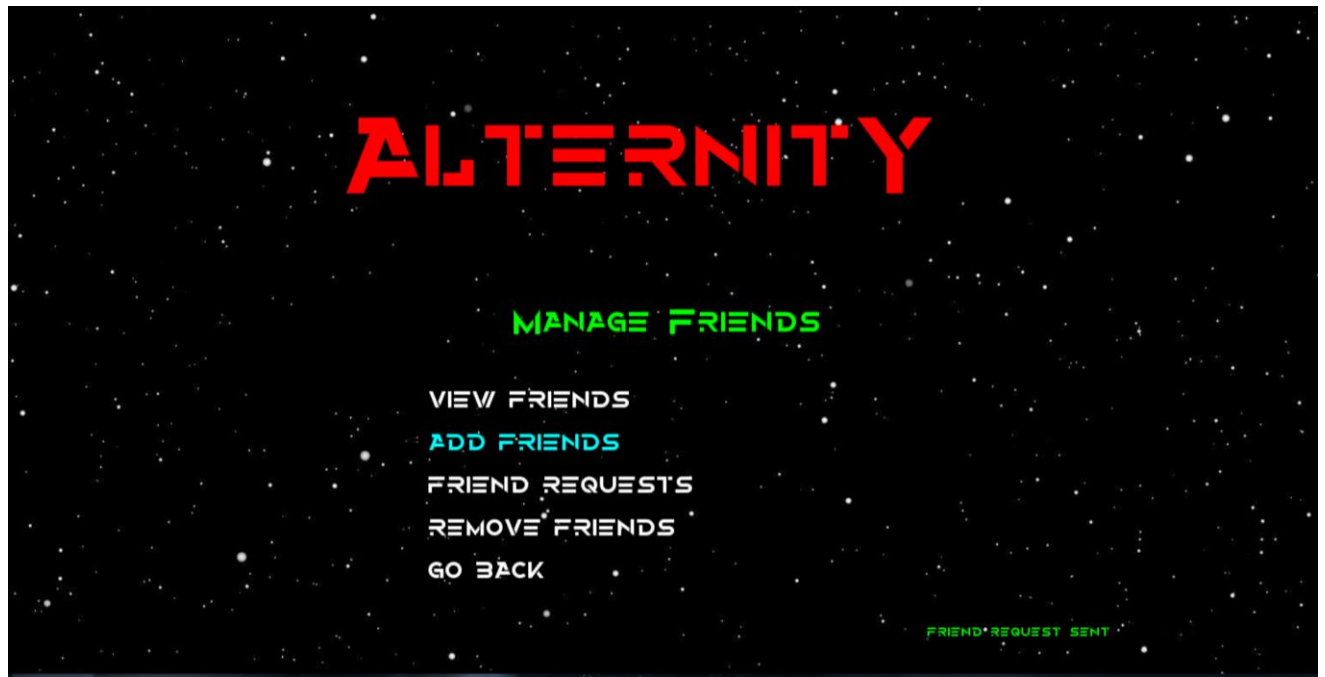 Alternity
Manage Friends
VIEW FRIENDS
ADD FRIENDS
FRIEND REQUESTS
REMOVE FRIENDS
GO BACK
FRIEND REQUEST SENT